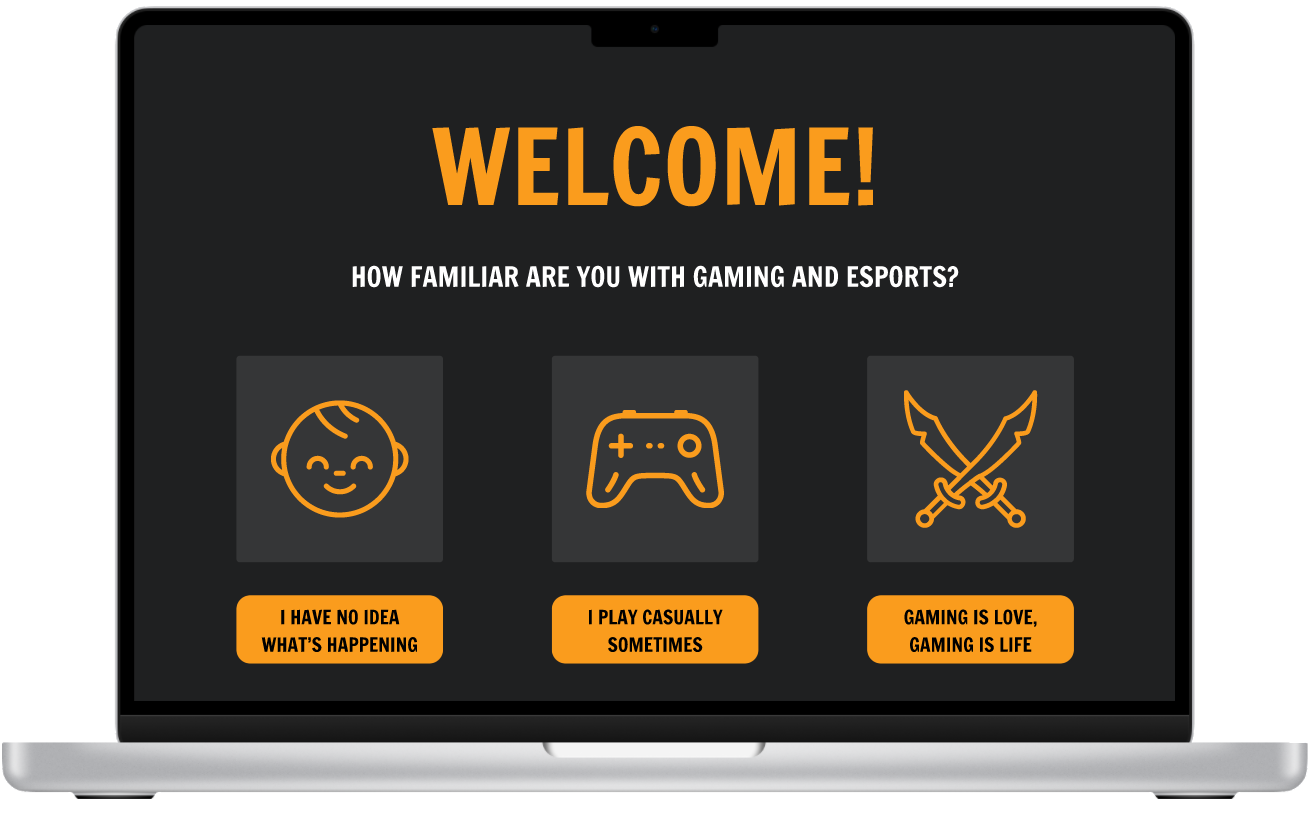 WELCOME!
HOW FAMILIAR ARE YOU WITH GAMING AND ESPORTS?
I HAVE NO IDEA
WHAT'S HAPPENING
I PLAY CASUALLY
SOMETIMES
GAMING IS LOVE,
GAMING IS LIFE